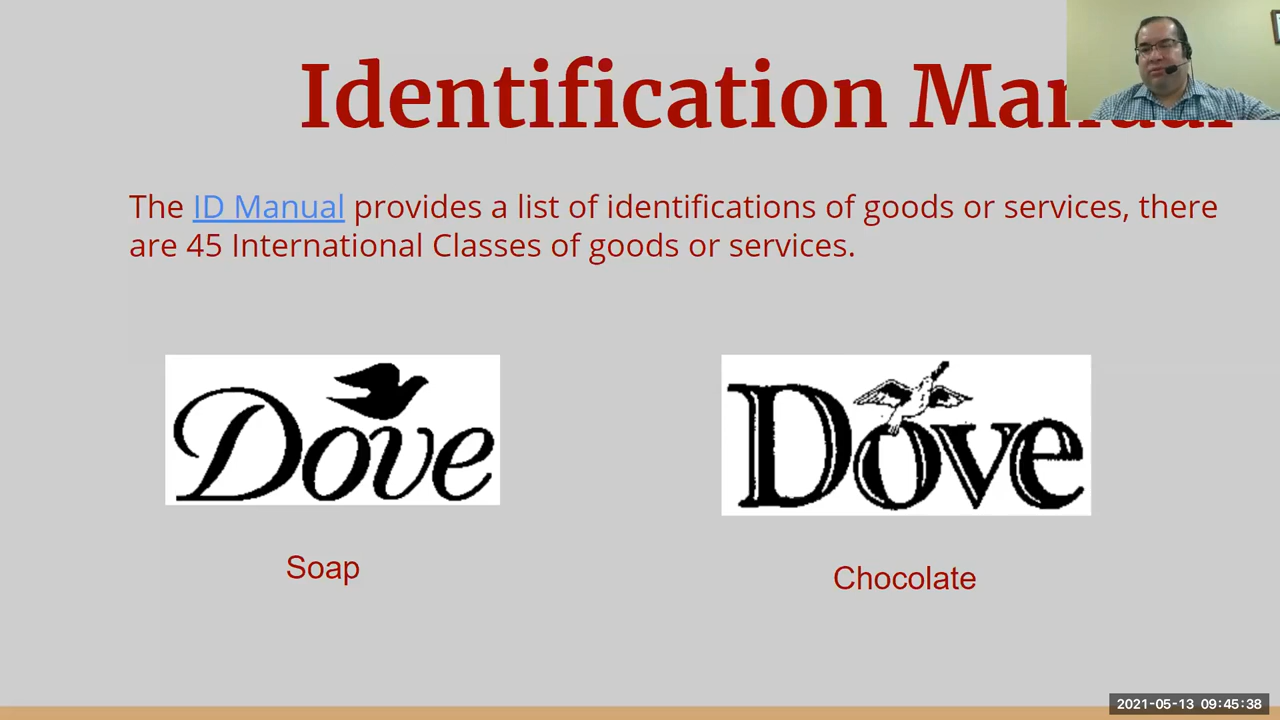 Identification Manual
The ID Manual provides a list of identifications of goods or services, there
are 45 International Classes of goods or services.
Dove
Dove
Soap
Chocolate
2021-05-13 09:45:38